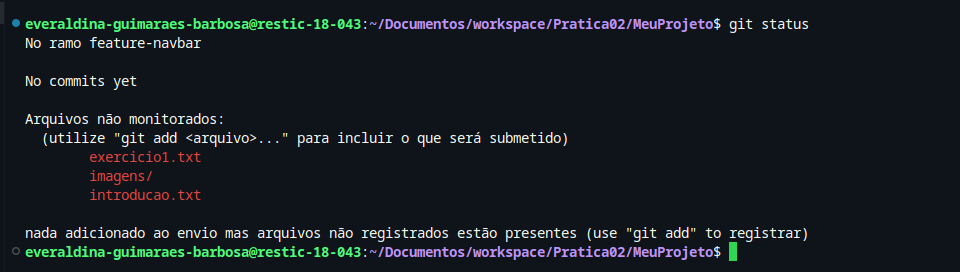 everaldina-guimaraes-barbosa@restic-18-043:~/Documentos/workspace/Pratica02/MeuProjeto$ git status
No ramo feature-navbar
No commits yet
Arquivos não monitorados:
(utilize "git add <arquivo>..." para incluir o que será submetido)
exercicio1.txt
imagens/
introducao.txt
nada adicionado ao envio mas arquivos não registrados estão presentes (use "git add" to registrar)
everaldina-guimaraes-barbosa@restic-18-043:~/Documentos/workspace/Pratica02/MeuProjeto$